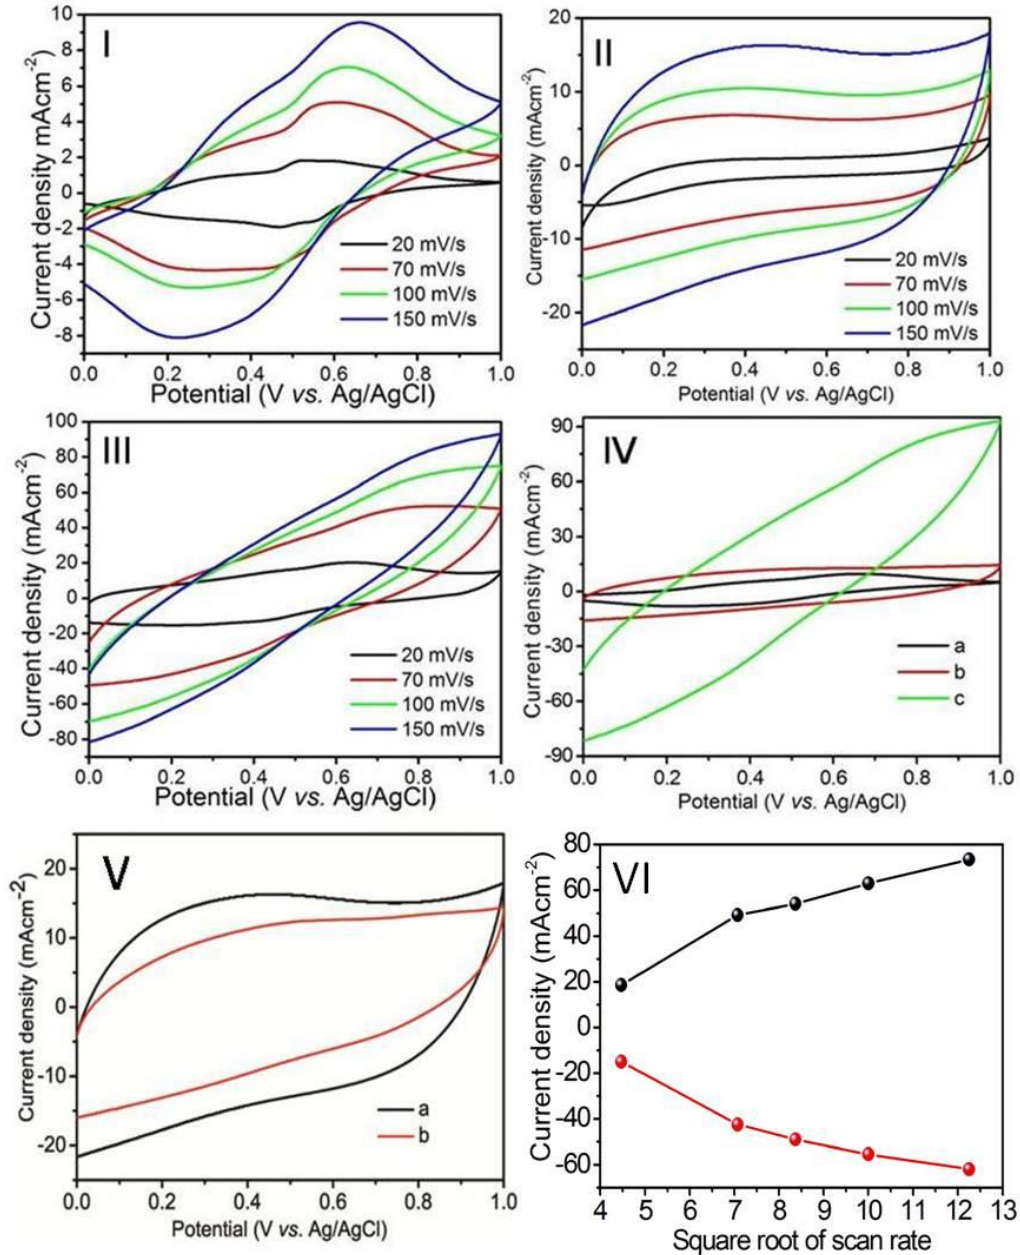 I
Current density mAcm⁻²)
10
8
6
4
2
0
-2
-4
-6
-8
20 mV/s
70 mV/s
100 mV/s
150 mV/s
0.0 0.2 0.4 0.6 0.8 1.0
Potential (V vs. Ag/AgCl)
II
Current density (mAcm⁻²)
20
10
0
-10
-20
20 mV/s
70 mV/s
100 mV/s
150 mV/s
0.0 0.2 0.4 0.6 0.8 1.0
Potential (V vs. Ag/AgCl)
III
Current density (mAcm⁻²)
100
80
60
40
20
0
-20
-40
-60
-80
20 mV/s
70 mV/s
100 mV/s
150 mV/s
0.0 0.2 0.4 0.6 0.8 1.0
Potential (V vs. Ag/AgCl)
IV
Current density (mAcm⁻²)
90
60
30
0
-30
-60
-90
a
b
c
0.0 0.2 0.4 0.6 0.8 1.0
Potential (V vs. Ag/AgCl)
V
Current density (mAcm⁻²)
20
10
0
-10
-20
a
b
0.0 0.2 0.4 0.6 0.8 1.0
Potential (V vs. Ag/AgCl)
VI
Current density (mAcm⁻²)
80
60
40
20
0
-20
-40
-60
4 5 6 7 8 9 10 11 12 13
Square root of scan rate